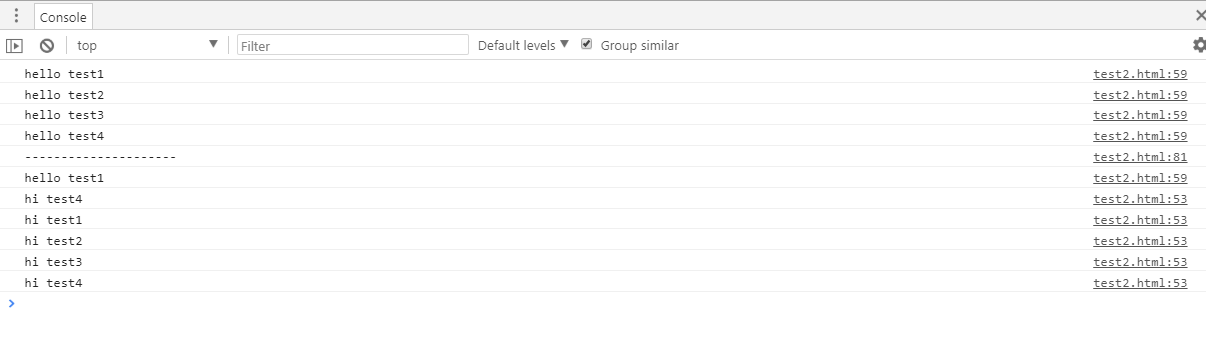 Console
top Filter Default levels Group similar
hello test1 test2.html:59
hello test2 test2.html:59
hello test3 test2.html:59
hello test4 test2.html:59
--------------------- test2.html:81
hello test1 test2.html:59
hi test4 test2.html:53
hi test1 test2.html:53
hi test2 test2.html:53
hi test3 test2.html:53
hi test4 test2.html:53